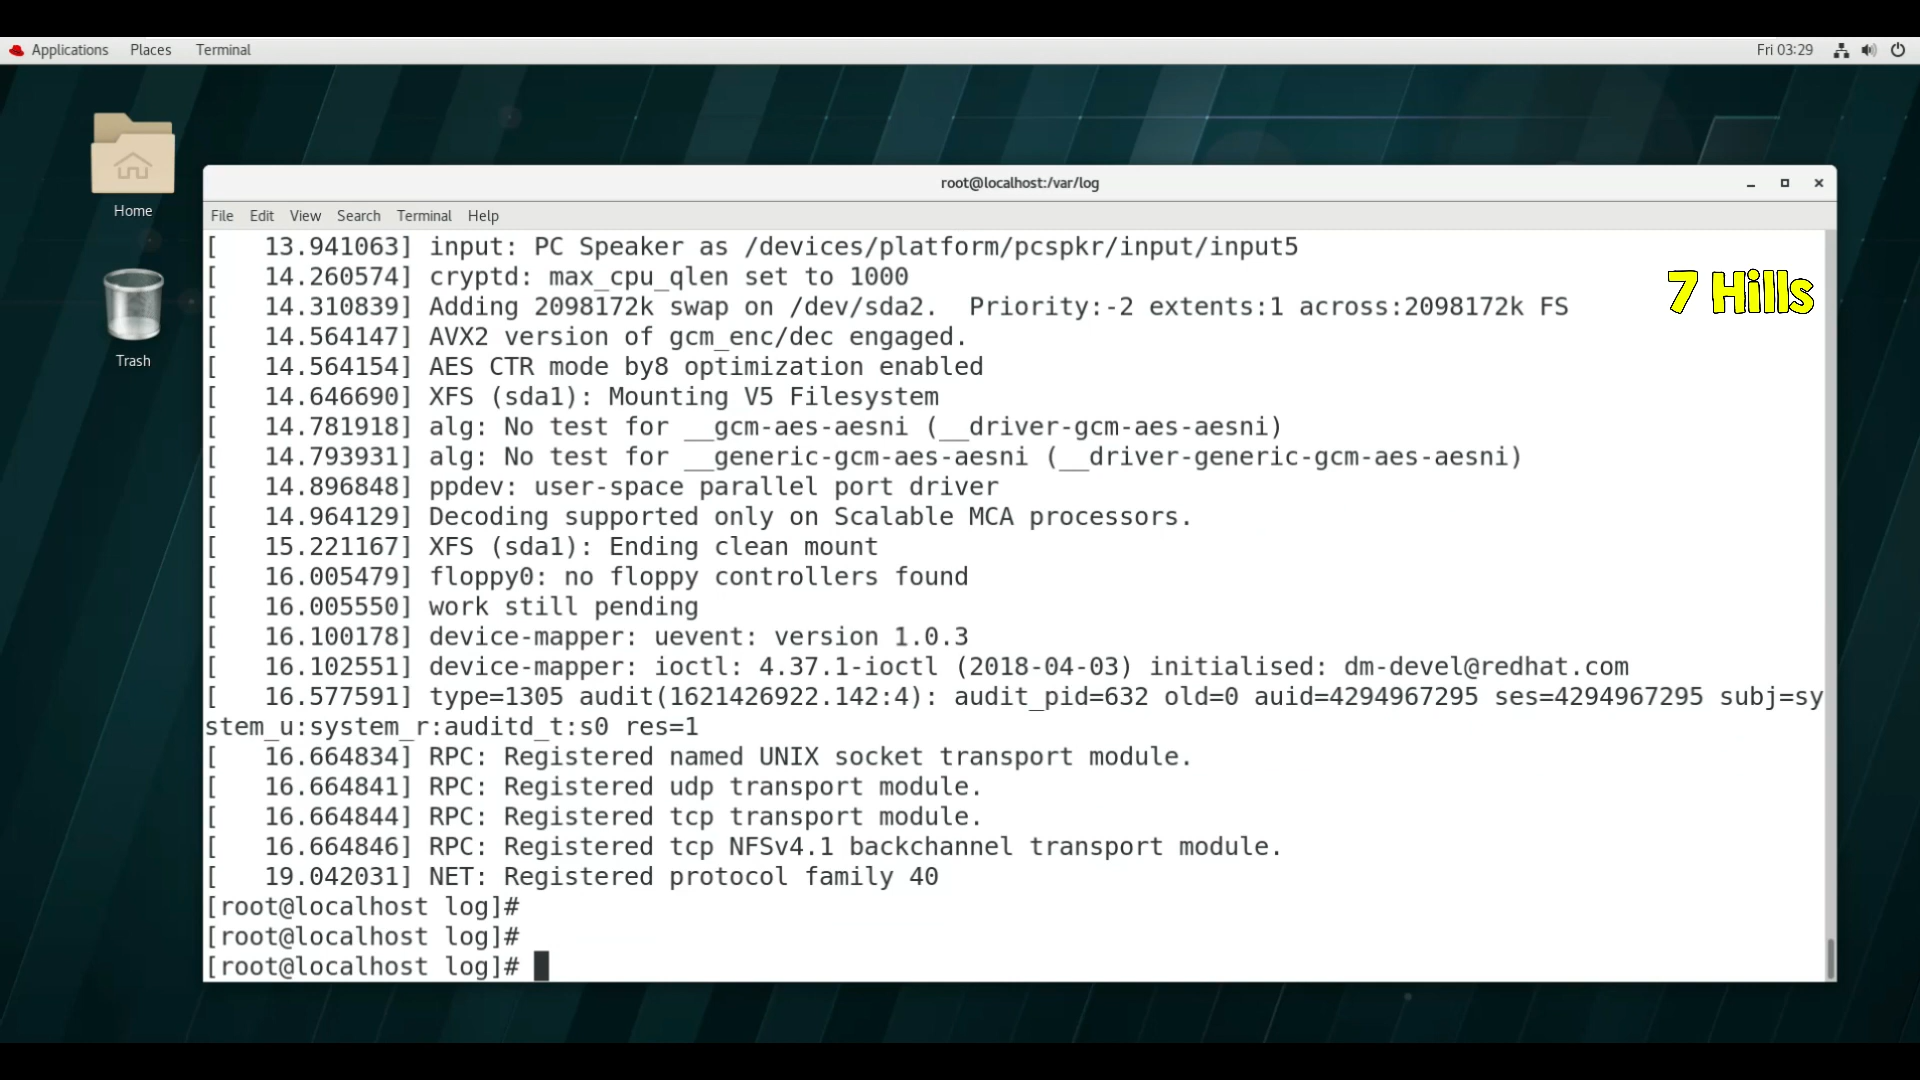 Applications Places Terminal Fri 03:29
Home
Trash
root@localhost:/var/log
File Edit View Search Terminal Help
7 Hills
[   13.941063] input: PC Speaker as /devices/platform/pcspkr/input/input5
[   14.260574] cryptd: max_cpu_qlen set to 1000
[   14.310839] Adding 2098172k swap on /dev/sda2.  Priority:-2 extents:1 across:2098172k FS
[   14.564147] AVX2 version of gcm_enc/dec engaged.
[   14.564154] AES CTR mode by8 optimization enabled
[   14.646690] XFS (sda1): Mounting V5 Filesystem
[   14.781918] alg: No test for __gcm-aes-aesni (__driver-gcm-aes-aesni)
[   14.793931] alg: No test for __generic-gcm-aes-aesni (__driver-generic-gcm-aes-aesni)
[   14.896848] ppdev: user-space parallel port driver
[   14.964129] Decoding supported only on Scalable MCA processors.
[   15.221167] XFS (sda1): Ending clean mount
[   16.005479] floppy0: no floppy controllers found
[   16.005550] work still pending
[   16.100178] device-mapper: uevent: version 1.0.3
[   16.102551] device-mapper: ioctl: 4.37.1-ioctl (2018-04-03) initialised: dm-devel@redhat.com
[   16.577591] type=1305 audit(1621426922.142:4): audit_pid=632 old=0 auid=4294967295 ses=4294967295 subj=sy
stem_u:system_r:auditd_t:s0 res=1
[   16.664834] RPC: Registered named UNIX socket transport module.
[   16.664841] RPC: Registered udp transport module.
[   16.664844] RPC: Registered tcp transport module.
[   16.664846] RPC: Registered tcp NFSv4.1 backchannel transport module.
[   19.042031] NET: Registered protocol family 40
[root@localhost log]#
[root@localhost log]#
[root@localhost log]#